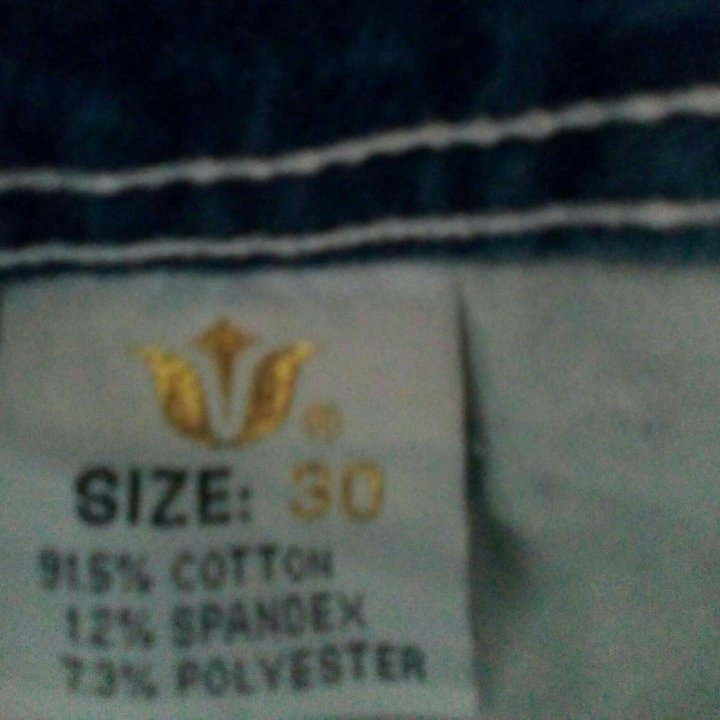 ®
SIZE: 30
91.5% COTTON
1.2% SPANDEX
7.3% POLYESTER